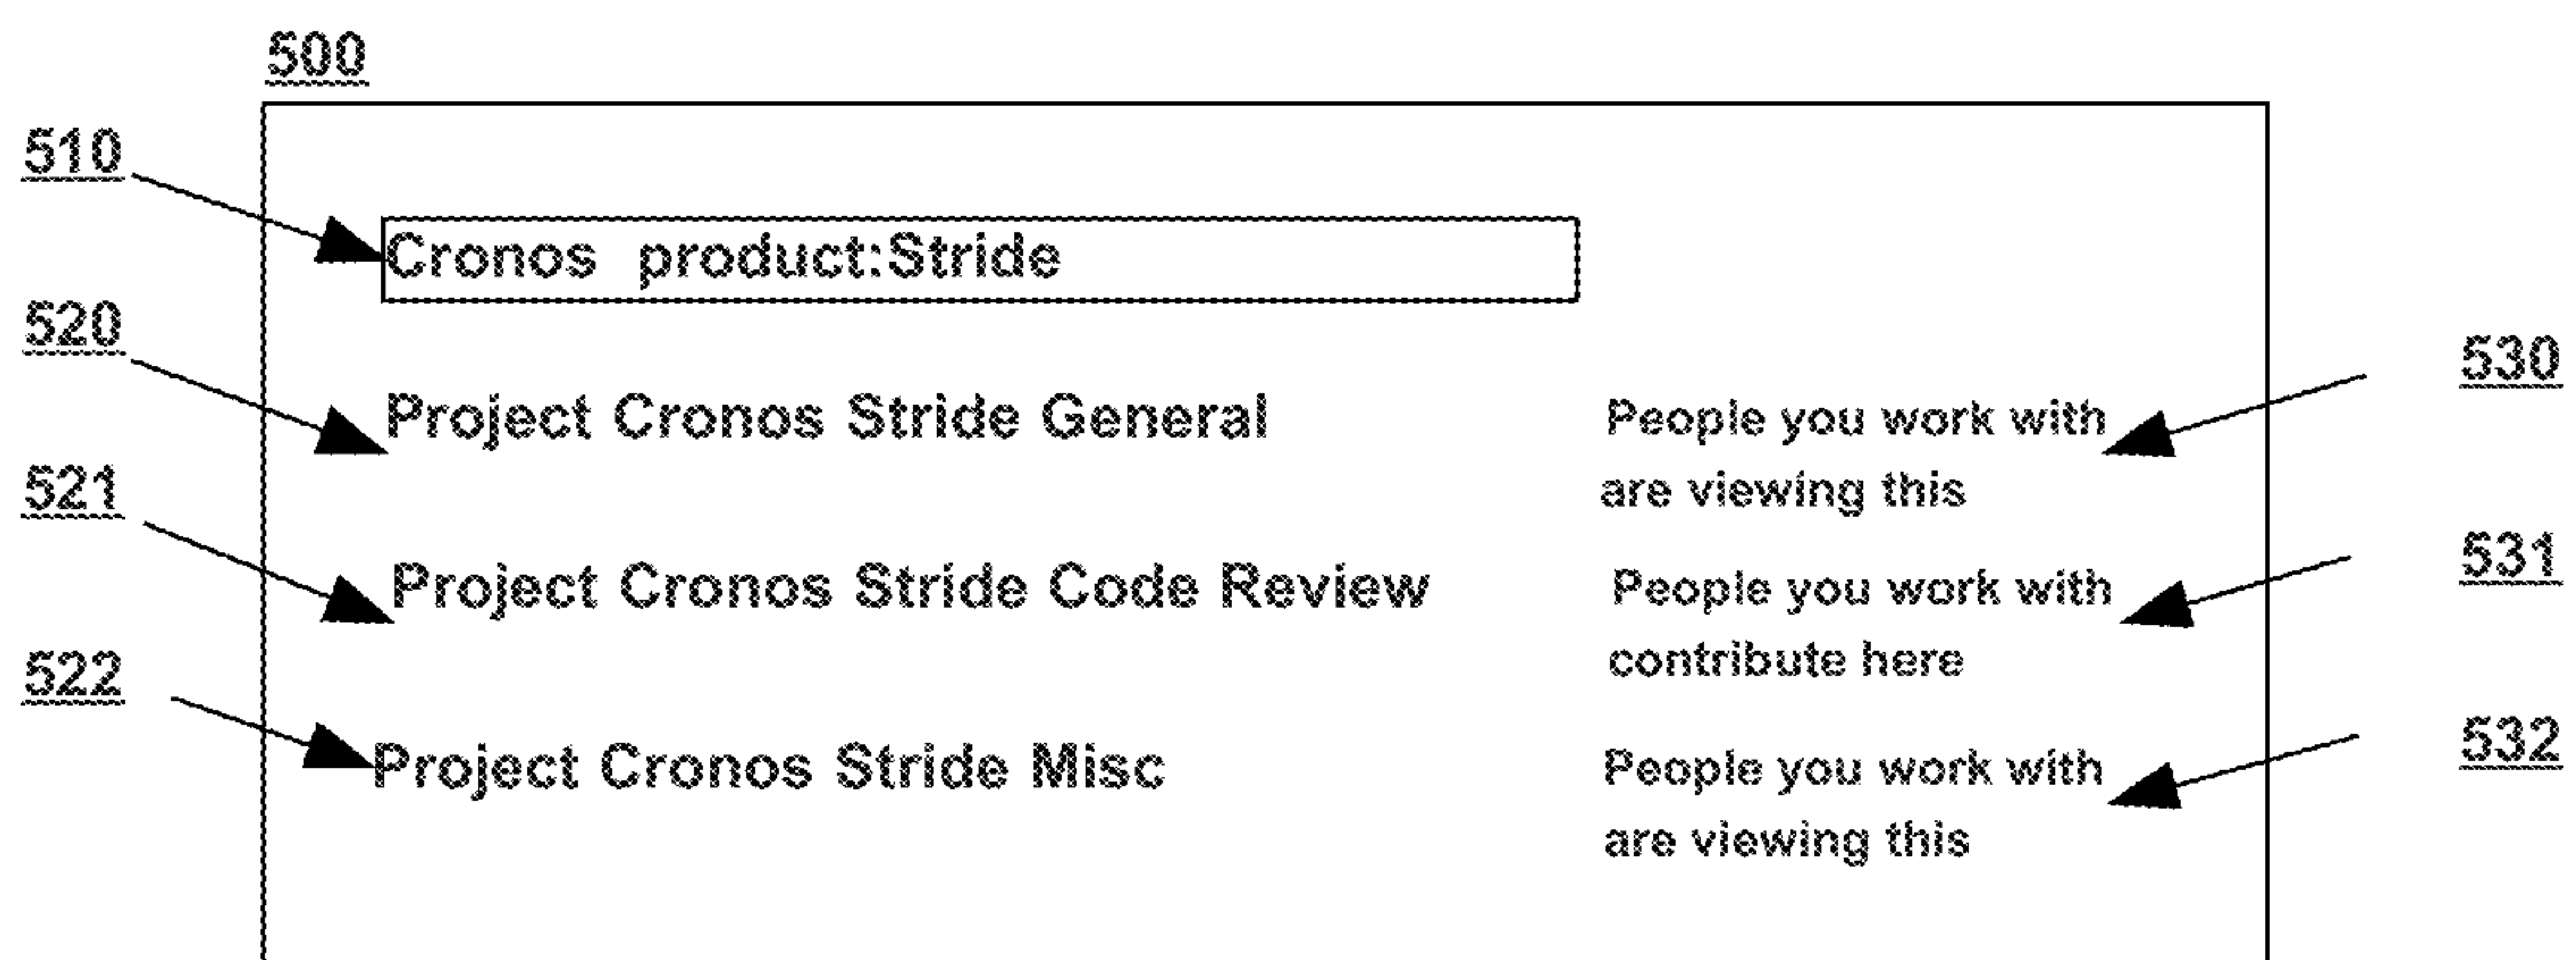 500
510
Cronos product:Stride
520
530
Project Cronos Stride General
People you work with
are viewing this
521
531
Project Cronos Stride Code Review
People you work with
contribute here
522
532
Project Cronos Stride Misc
People you work with
are viewing this